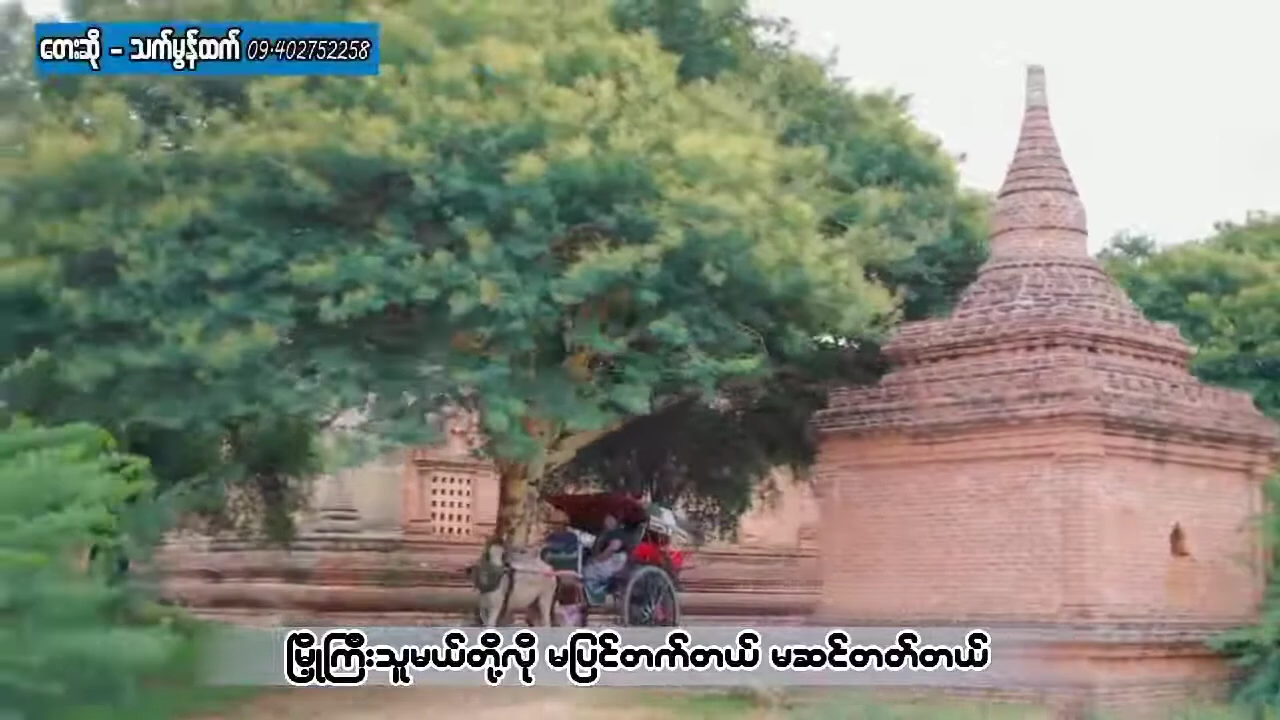 တေးဆို - သက်မွန်ထက် 09-402752258
မြို့ကြီးသူမယ်တို့လို မပြင်တက်တယ် မဆင်တတ်တယ်